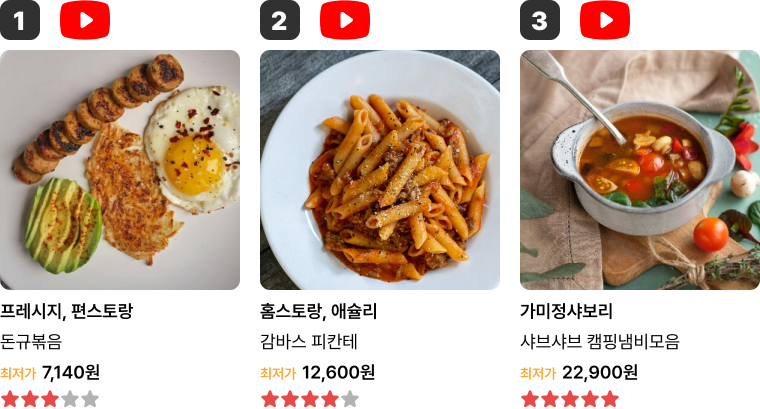 1
2
3
프레시지, 편스토랑
돈규볶음
최저가 7,140원
홈스토랑, 애슐리
감바스 피칸테
최저가 12,600원
가미정샤보리
샤브샤브 캠핑냄비모음
최저가 22,900원